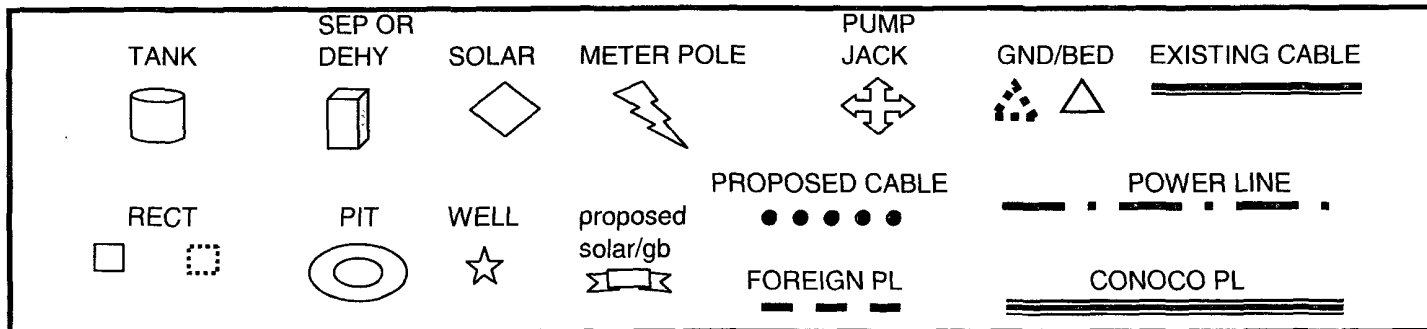 TANK
SEP OR
DEHY
SOLAR
METER POLE
PUMP
JACK
GND/BED
EXISTING CABLE
RECT
PIT
WELL
proposed
solar/gb
PROPOSED CABLE
FOREIGN PL
POWER LINE
CONOCO PL